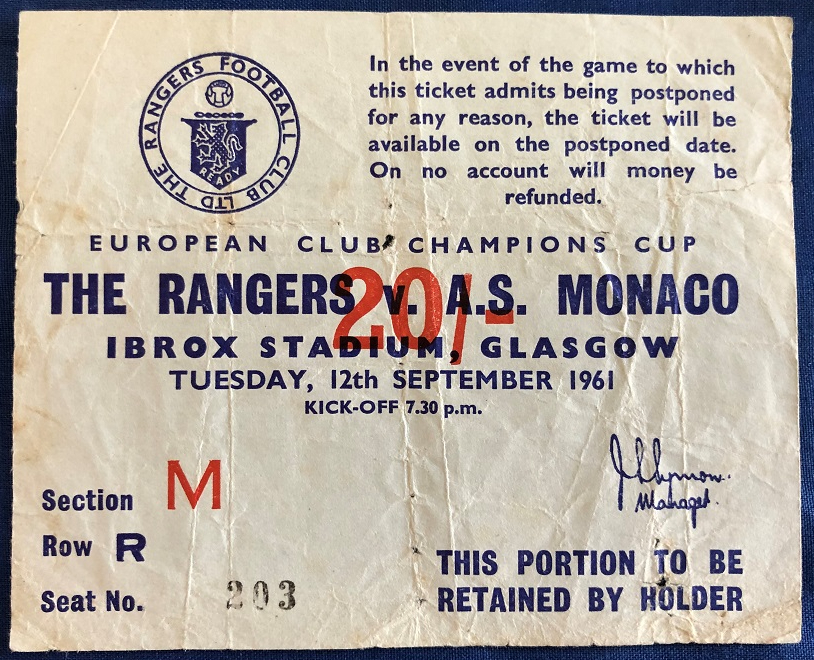 THE RANGERS FOOTBALL CLUB LTD
READY
In the event of the game to which
this ticket admits being postponed
for any reason, the ticket will be
available on the postponed date.
On no account will money be
refunded.
EUROPEAN CLUB CHAMPIONS CUP
THE RANGERS v. A.S. MONACO
20/-
IBROX STADIUM, GLASGOW
TUESDAY, 12th SEPTEMBER 1961
KICK-OFF 7.30 p.m.
Section M
Manager.
Row R
THIS PORTION TO BE
Seat No. 203
RETAINED BY HOLDER